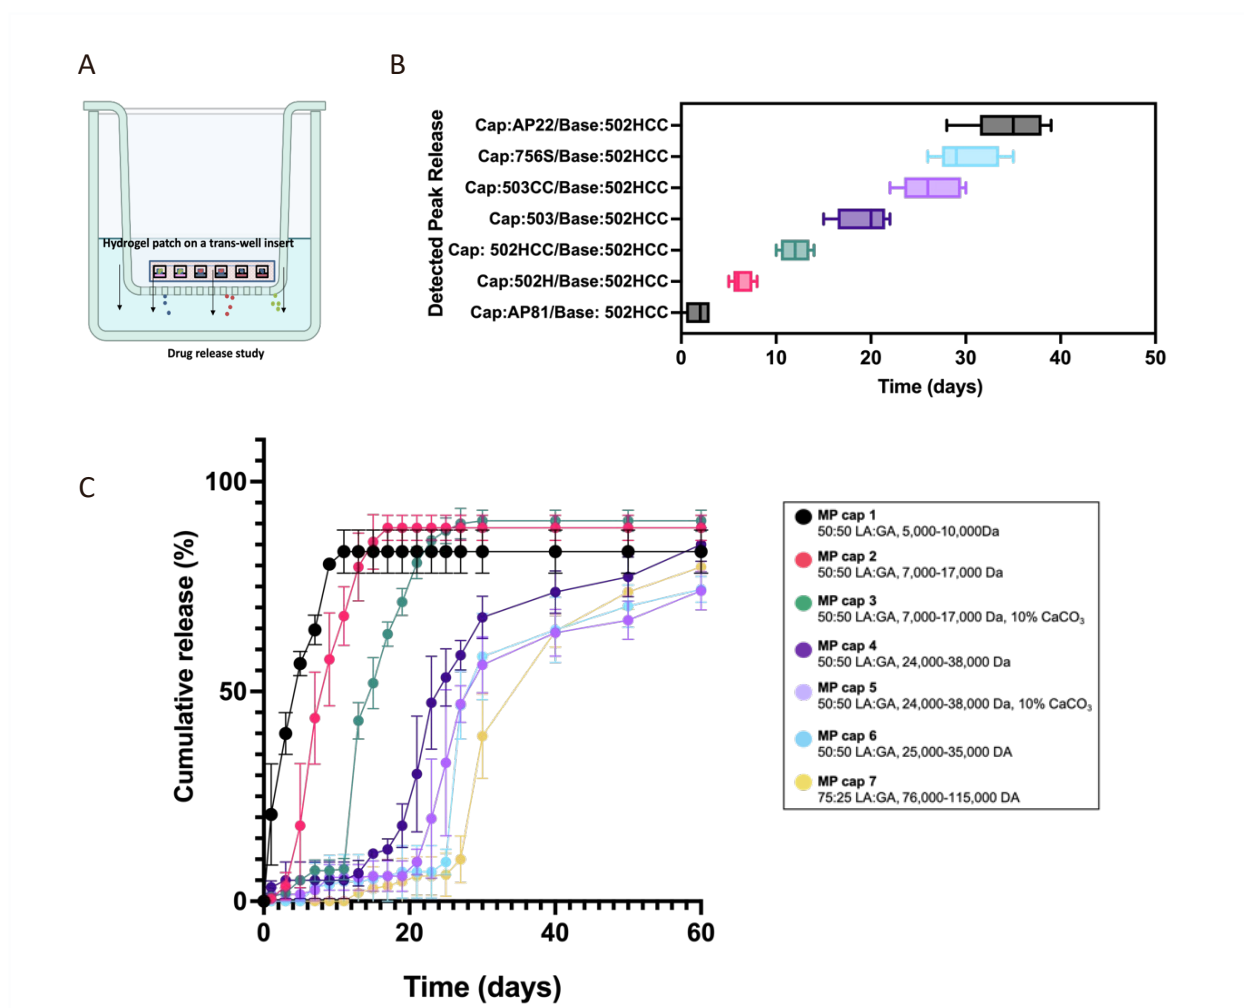 A
Hydrogel patch on a trans-well insert
Drug release study
B
Detected Peak Release
Cap:AP22/Base:502HCC
Cap:756S/Base:502HCC
Cap:503CC/Base:502HCC
Cap:503/Base:502HCC
Cap: 502HCC/Base:502HCC
Cap:502H/Base:502HCC
Cap:AP81/Base: 502HCC
0 10 20 30 40 50
Time (days)
C
Cumulative release (%)
100
50
0
0 20 40 60
Time (days)
MP cap 1
50:50 LA:GA, 5,000-10,000Da
MP cap 2
50:50 LA:GA, 7,000-17,000 Da
MP cap 3
50:50 LA:GA, 7,000-17,000 Da, 10% CaCO₃
MP cap 4
50:50 LA:GA, 24,000-38,000 Da
MP cap 5
50:50 LA:GA, 24,000-38,000 Da, 10% CaCO₃
MP cap 6
50:50 LA:GA, 25,000-35,000 DA
MP cap 7
75:25 LA:GA, 76,000-115,000 DA